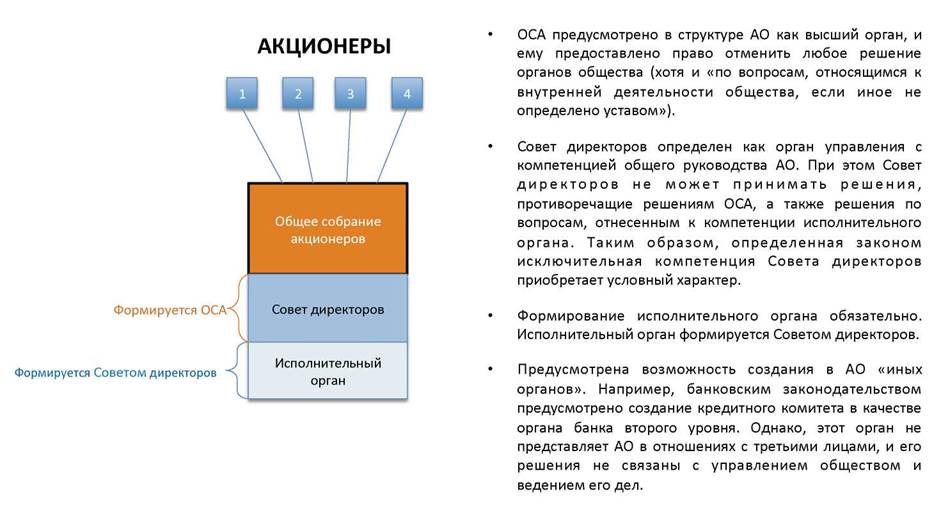 АКЦИОНЕРЫ
1 2 3 4
Общее собрание
акционеров
Формируется ОСА
Совет директоров
Формируется Советом директоров
Исполнительный
орган
• ОСА предусмотрено в структуре АО как высший орган, и
ему предоставлено право отменить любое решение
органов общества (хотя и «по вопросам, относящимся к
внутренней деятельности общества, если иное не
определено уставом»).
• Совет директоров определен как орган управления с
компетенцией общего руководства АО. При этом Совет
директоров не может принимать решения,
противоречащие решениям ОСА, а также решения по
вопросам, отнесенным к компетенции исполнительного
органа. Таким образом, определенная законом
исключительная компетенция Совета директоров
приобретает условный характер.
• Формирование исполнительного органа обязательно.
Исполнительный орган формируется Советом директоров.
• Предусмотрена возможность создания в АО «иных
органов». Например, банковским законодательством
предусмотрено создание кредитного комитета в качестве
органа банка второго уровня. Однако, этот орган не
представляет АО в отношениях с третьими лицами, и его
решения не связаны с управлением обществом и
ведением его дел.